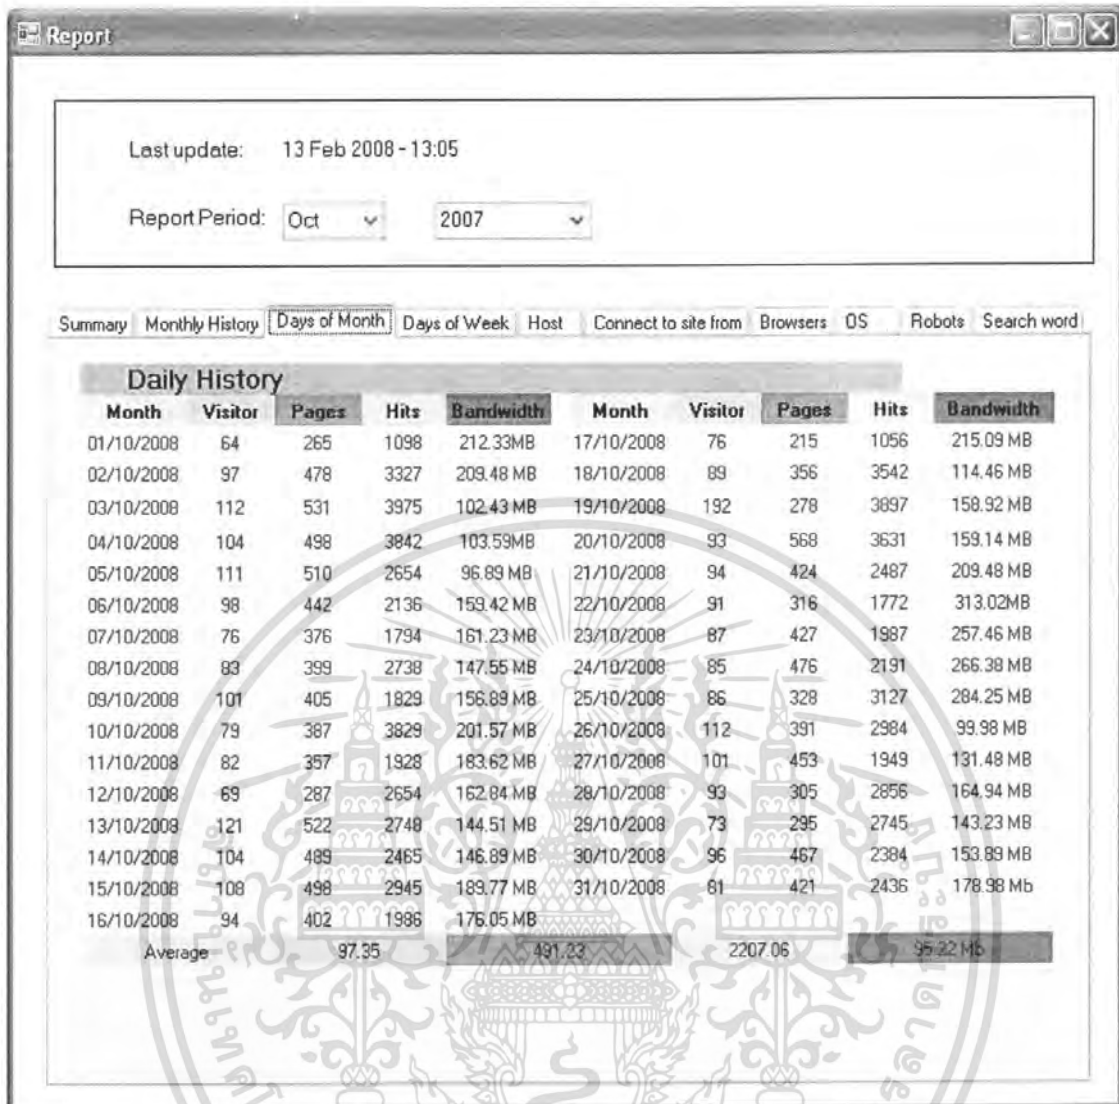 Report
Last update: 13 Feb 2008 - 13:05
Report Period: Oct 2007
Summary Monthly History Days of Month Days of Week Host Connect to site from Browsers OS Robots Search word
Daily History
Month Visitor Pages Hits Bandwidth Month Visitor Pages Hits Bandwidth
01/10/2008 64 265 1098 212.33MB 17/10/2008 76 215 1056 215.09 MB
02/10/2008 97 478 3327 209.48 MB 18/10/2008 89 356 3542 114.46 MB
03/10/2008 112 531 3975 102.43 MB 19/10/2008 192 278 3897 158.92 MB
04/10/2008 104 498 3842 103.59MB 20/10/2008 93 568 3631 159.14 MB
05/10/2008 111 510 2654 96.89 MB 21/10/2008 94 424 2487 209.48 MB
06/10/2008 98 442 2136 159.42 MB 22/10/2008 91 316 1772 313.02MB
07/10/2008 76 376 1794 161.23 MB 23/10/2008 87 427 1987 257.46 MB
08/10/2008 83 399 2738 147.55 MB 24/10/2008 85 476 2191 266.38 MB
09/10/2008 101 405 1829 156.89 MB 25/10/2008 86 328 3127 284.25 MB
10/10/2008 79 387 3829 201.57 MB 26/10/2008 112 391 2984 99.98 MB
11/10/2008 82 357 1928 183.62 MB 27/10/2008 101 453 1949 131.48 MB
12/10/2008 69 287 2654 162.84 MB 28/10/2008 93 305 2856 164.94 MB
13/10/2008 121 522 2748 144.51 MB 29/10/2008 73 295 2745 143.23 MB
14/10/2008 104 489 2465 146.89 MB 30/10/2008 96 467 2384 153.89 MB
15/10/2008 108 498 2945 189.77 MB 31/10/2008 81 421 2436 178.98 Mb
16/10/2008 94 402 1986 176.05 MB
Average 97.35 491.23 2207.06 95.22 Mb